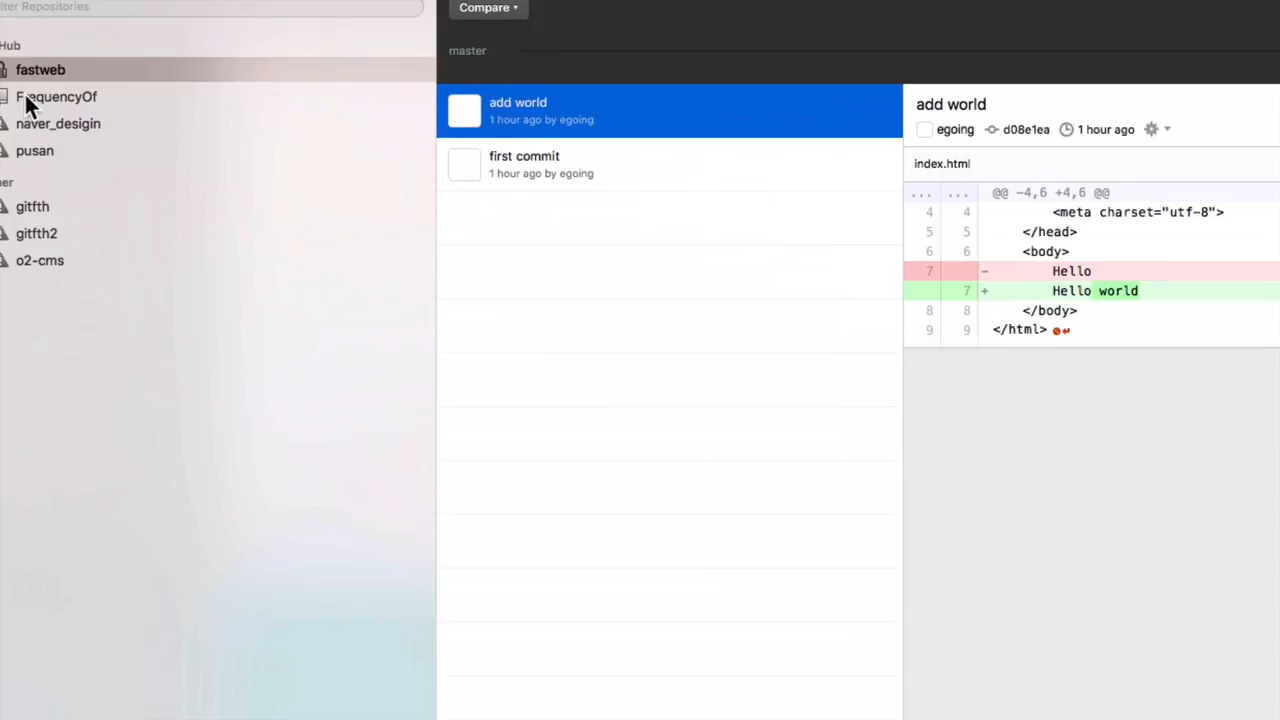 lter Repositories
Hub
fastweb
FrequencyOf
naver_desigin
pusan
her
gitfth
gitfth2
o2-cms
Compare
master
add world
1 hour ago by egoing
first commit
1 hour ago by egoing
add world
egoing d08e1ea 1 hour ago
index.html
... ... @@ -4,6 +4,6 @@
4 4 <meta charset="utf-8">
5 5 </head>
6 6 <body>
7 - Hello
7 + Hello world
8 8 </body>
9 9 </html>